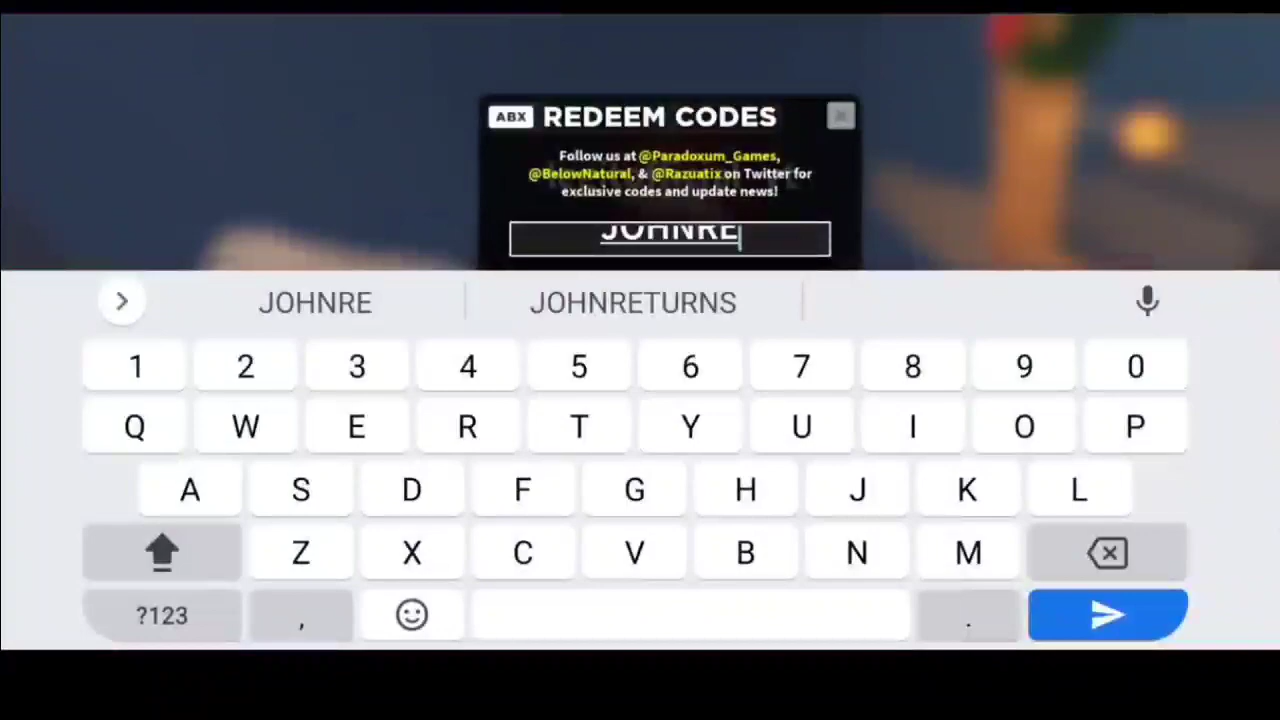 ABX REDEEM CODES
Follow us at @Paradoxum_Games,
@BelowNatural, & @Razuatix on Twitter for
exclusive codes and update news!
JOHNRE
JOHNRE JOHNRETURNS
1 2 3 4 5 6 7 8 9 0
Q W E R T Y U I O P
A S D F G H J K L
Z X C V B N M
?123 , .